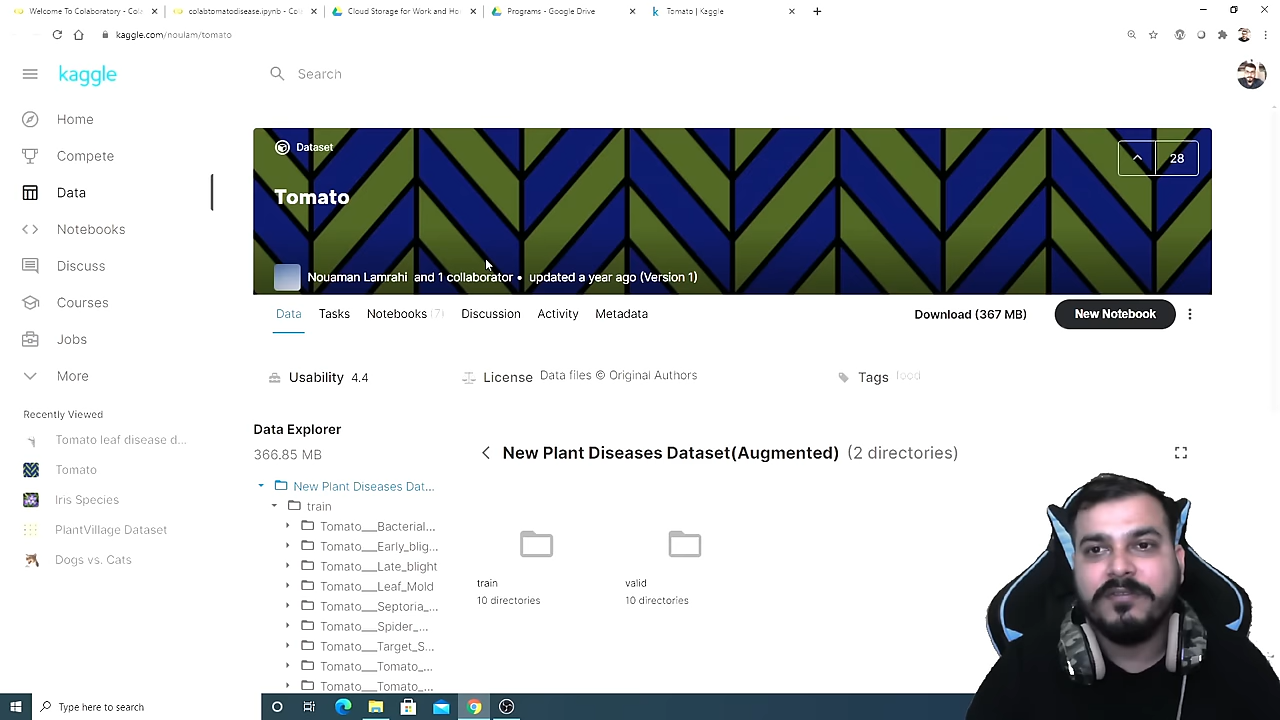 Welcome To Colaboratory - Cola
colabtomatodisease.ipynb - Col
Cloud Storage for Work and Ho
Programs - Google Drive
Tomato | Kaggle
kaggle.com/noulam/tomato
kaggle
Search
Home
Compete
Data
Notebooks
Discuss
Courses
Jobs
More
Recently Viewed
Tomato leaf disease d...
Tomato
Iris Species
PlantVillage Dataset
Dogs vs. Cats
Dataset
28
Tomato
Nouaman Lamrahi and 1 collaborator • updated a year ago (Version 1)
Data Tasks Notebooks (7) Discussion Activity Metadata Download (367 MB) New Notebook
Usability 4.4 License Data files © Original Authors Tags food
Data Explorer
366.85 MB
New Plant Diseases Dat...
train
Tomato___Bacterial...
Tomato___Early_blig...
Tomato___Late_blight
Tomato___Leaf_Mold
Tomato___Septoria_...
Tomato___Spider_...
Tomato___Target_S...
Tomato___Tomato_...
Tomato___Tomato_...
New Plant Diseases Dataset(Augmented) (2 directories)
train
10 directories
valid
10 directories
Type here to search